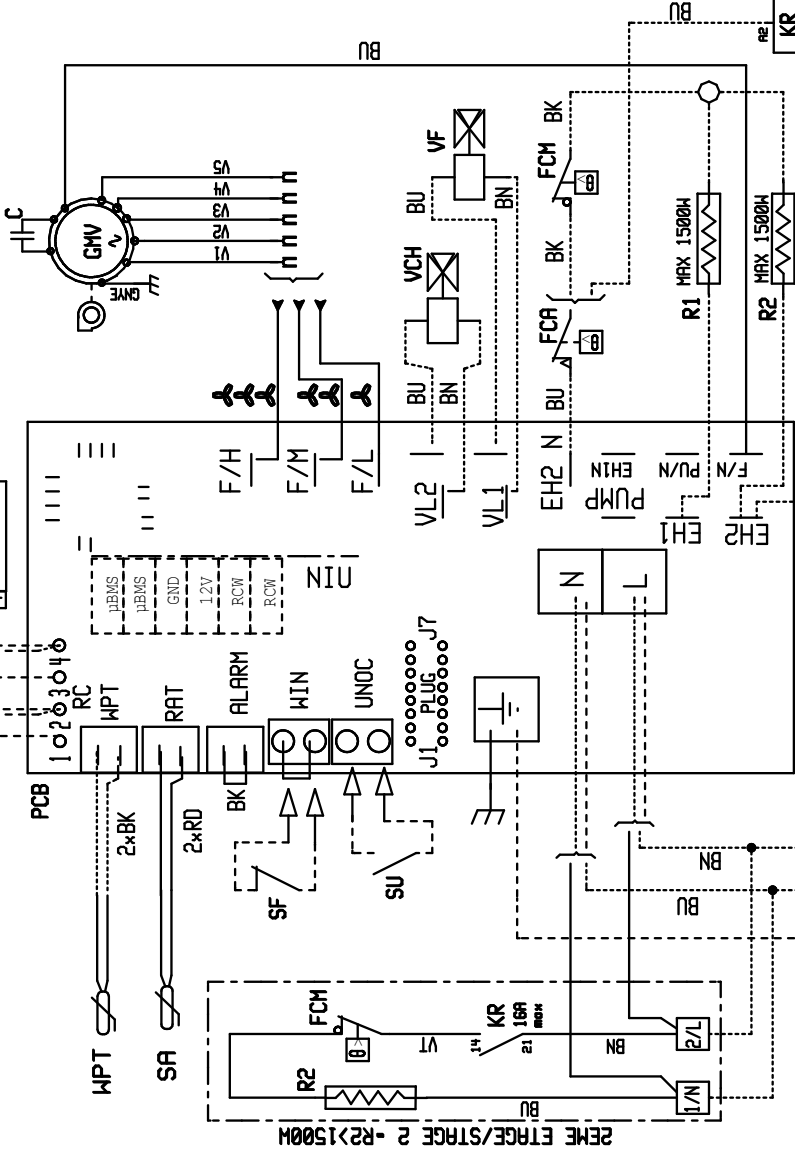 BU
KR
A2
BU
C
GMV
~
V5
V4
V3
V2
V1
GNYE
VF
BU
BN
BK
FCM
θ
BK
VCH
BU
BN
FCA
θ
BU
MAX 1500W
R1
MAX 1500W
R2
F/H
F/M
F/L
VL2
VL1
EH2 N
EH1N
PUMP
PU/N
F/N
EH1
EH2
µBMS
µBMS
GND
12V
RCW
RCW
ΠIN
N
L
1 2 3 4
RC
WPT
RAT
ALARM
WIN
UNOC
J1 PLUG J7
PCB
2xBK
2xRD
BK
SF
SU
BN
BU
WPT
SA
FCM
θ
R2
VT
14
KR
16A
max
21
BN
BU
2/L
1/N
2EME ETAGE/STAGE 2 -R2>1500W